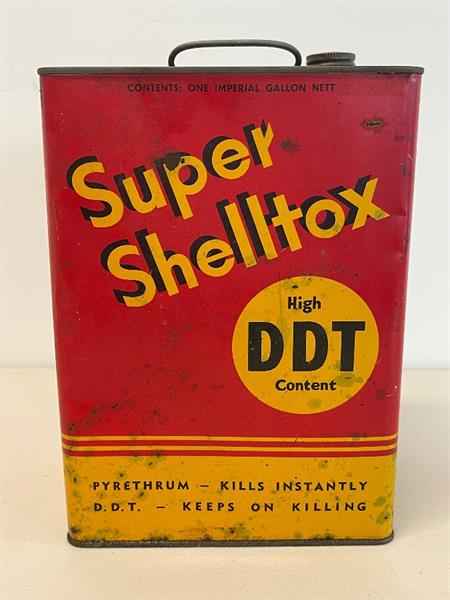 CONTENTS: ONE IMPERIAL GALLON NETT
Super
Shelltox
High
DDT
Content
PYRETHRUM – KILLS INSTANTLY
D.D.T. – KEEPS ON KILLING